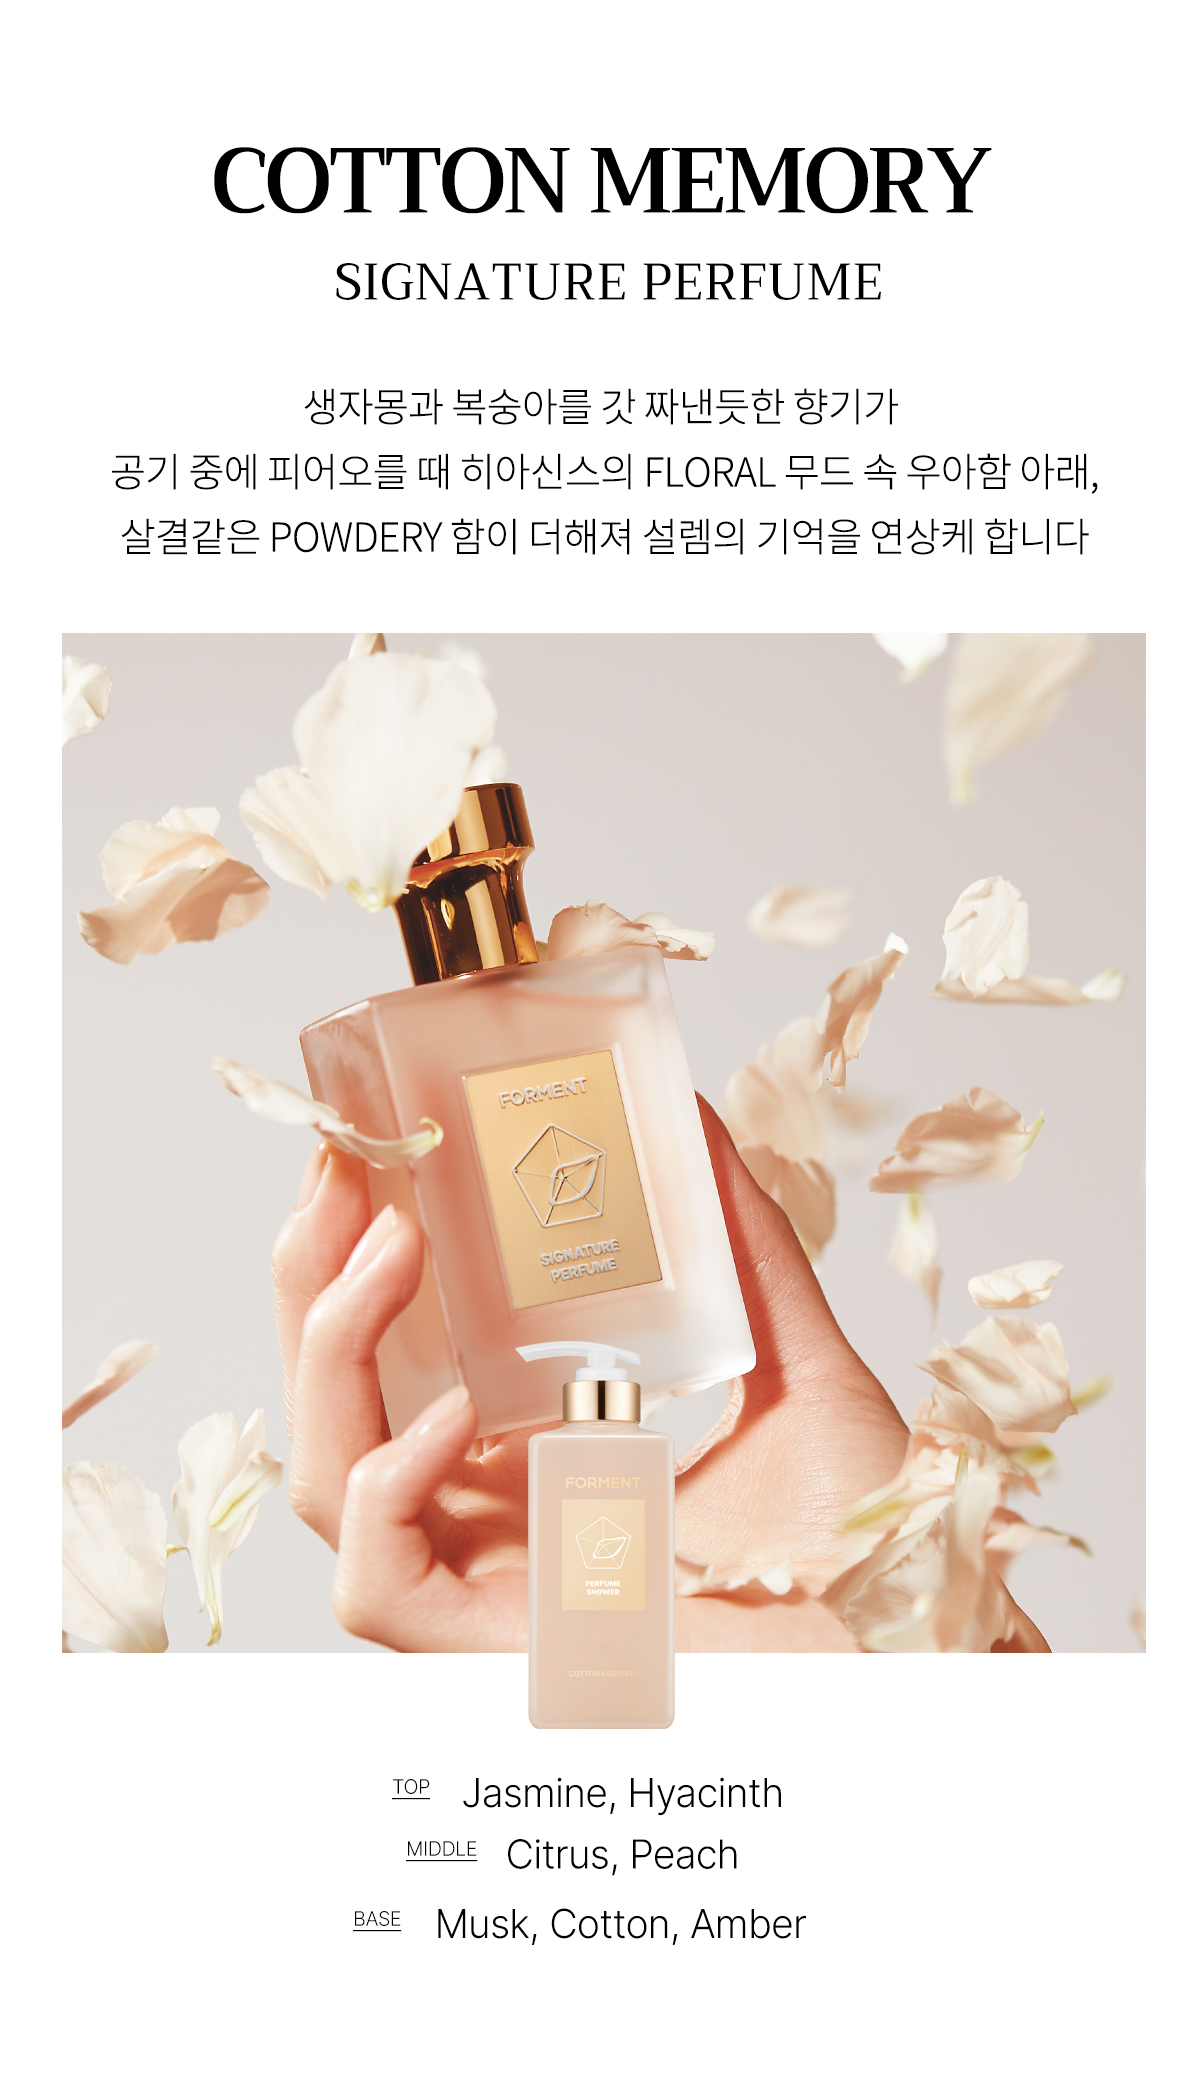 COTTON MEMORY
SIGNATURE PERFUME
생자몽과 복숭아를 갓 짜낸듯한 향기가
공기 중에 피어오를 때 히아신스의 FLORAL 무드 속 우아함 아래,
살결같은 POWDERY 함이 더해져 설렘의 기억을 연상케 합니다
FORMENT
SIGNATURE
PERFUME
FORMENT
PERFUME
SHOWER
COTTON MEMORY
TOP Jasmine, Hyacinth
MIDDLE Citrus, Peach
BASE Musk, Cotton, Amber